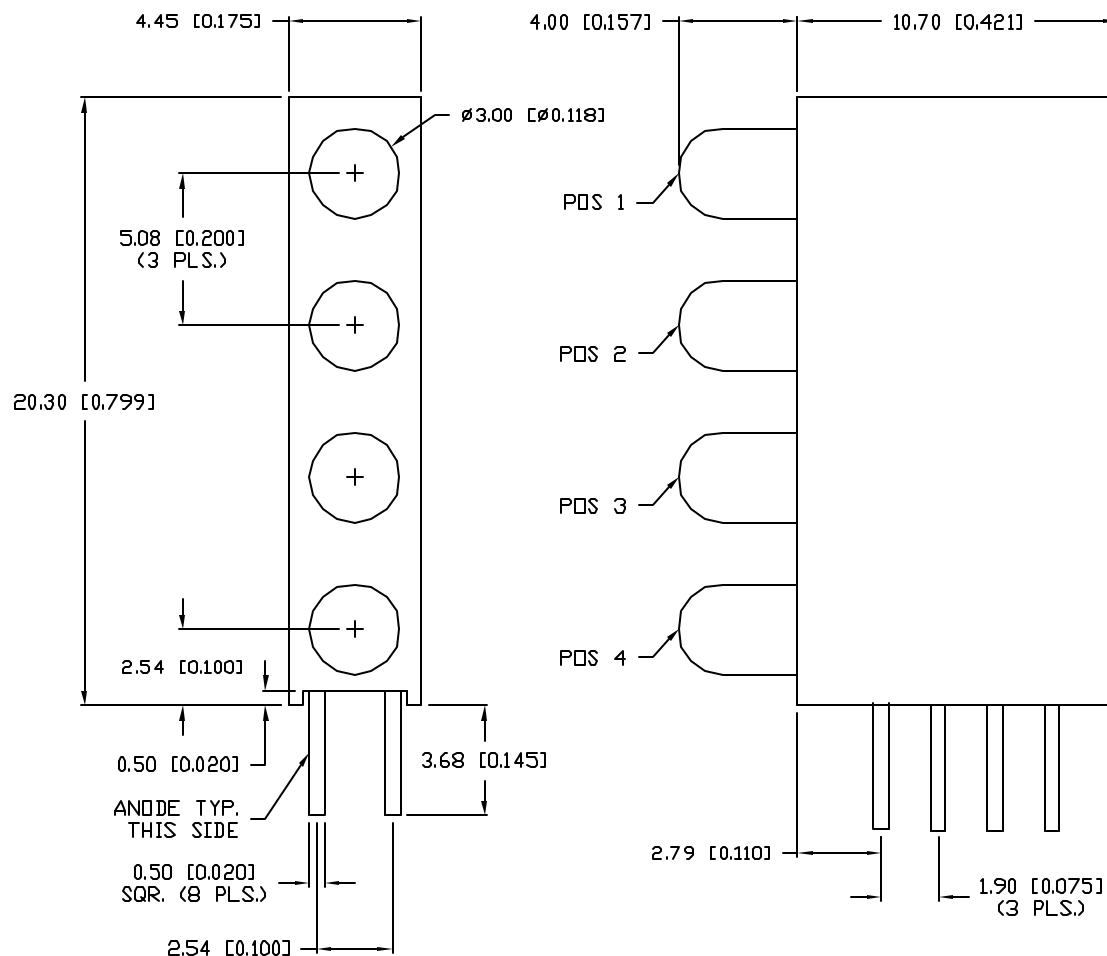 4.45 [0.175]
4.00 [0.157]
10.70 [0.421]
ø3.00 [ø0.118]
POS 1
5.08 [0.200]
(3 PLS.)
POS 2
20.30 [0.799]
POS 3
2.54 [0.100]
POS 4
0.50 [0.020]
3.68 [0.145]
ANODE TYP.
THIS SIDE
2.79 [0.110]
0.50 [0.020]
SQR. (8 PLS.)
1.90 [0.075]
(3 PLS.)
2.54 [0.100]